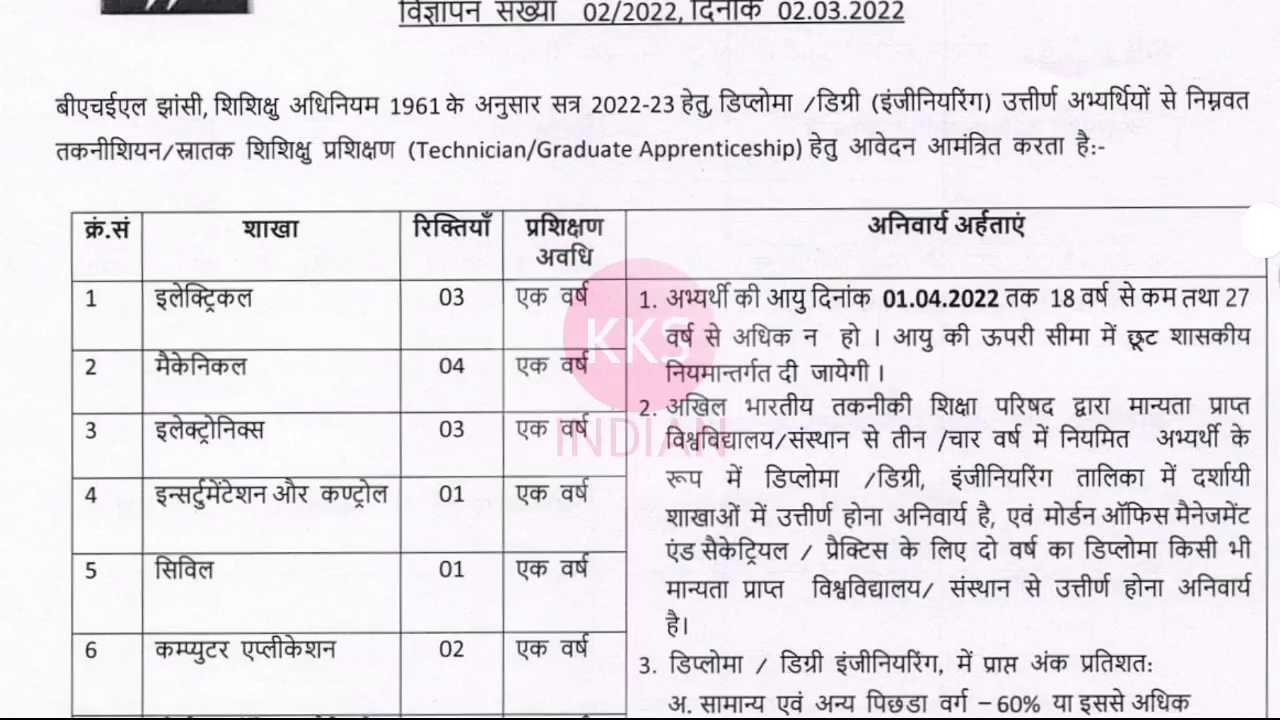 विज्ञापन संख्या 02/2022, दिनांक 02.03.2022
बीएचईएल झांसी, शिशिक्षु अधिनियम 1961 के अनुसार सत्र 2022-23 हेतु, डिप्लोमा /डिग्री (इंजीनियरिंग) उत्तीर्ण अभ्यर्थियों से निम्नवत
तकनीशियन/स्नातक शिशिक्षु प्रशिक्षण (Technician/Graduate Apprenticeship) हेतु आवेदन आमंत्रित करता है:-
क्रं.सं शाखा रिक्तियाँ प्रशिक्षण अवधि अनिवार्य अर्हताएं
1 इलेक्ट्रिकल 03 एक वर्ष
2 मैकेनिकल 04 एक वर्ष
3 इलेक्ट्रोनिक्स 03 एक वर्ष
4 इन्सर्टुमेंटेशन और कण्ट्रोल 01 एक वर्ष
5 सिविल 01 एक वर्ष
6 कम्प्युटर एप्लीकेशन 02 एक वर्ष
1. अभ्यर्थी की आयु दिनांक 01.04.2022 तक 18 वर्ष से कम तथा 27
वर्ष से अधिक न हो । आयु की ऊपरी सीमा में छूट शासकीय
नियमान्तर्गत दी जायेगी ।
2. अखिल भारतीय तकनीकी शिक्षा परिषद द्वारा मान्यता प्राप्त
विश्वविद्यालय/संस्थान से तीन /चार वर्ष में नियमित अभ्यर्थी के
रूप में डिप्लोमा /डिग्री, इंजीनियरिंग तालिका में दर्शायी
शाखाओं में उत्तीर्ण होना अनिवार्य है, एवं मोर्डन ऑफिस मैनेजमेंट
एंड सैकेट्रियल / प्रैक्टिस के लिए दो वर्ष का डिप्लोमा किसी भी
मान्यता प्राप्त विश्वविद्यालय/ संस्थान से उत्तीर्ण होना अनिवार्य
है।
3. डिप्लोमा / डिग्री इंजीनियरिंग, में प्राप्त अंक प्रतिशत:
अ. सामान्य एवं अन्य पिछडा वर्ग – 60% या इससे अधिक
KKS
INDIAN